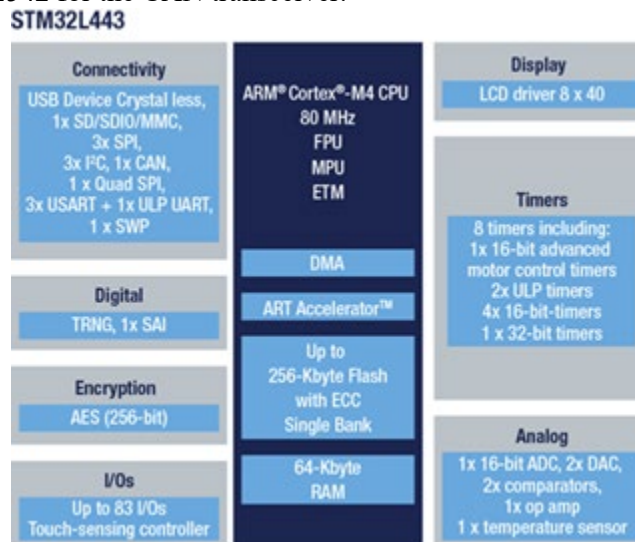 for the CAN transceiver.
STM32L443
Connectivity
USB Device Crystal less,
1x SD/SDIO/MMC,
3x SPI,
3x I²C, 1x CAN,
1 x Quad SPI,
3x USART + 1x ULP UART,
1 x SWP
Digital
TRNG, 1x SAI
Encryption
AES (256-bit)
I/Os
Up to 83 I/Os
Touch-sensing controller
ARM® Cortex®-M4 CPU
80 MHz
FPU
MPU
ETM
DMA
ART Accelerator™
Up to
256-Kbyte Flash
with ECC
Single Bank
64-Kbyte
RAM
Display
LCD driver 8 x 40
Timers
8 timers including:
1x 16-bit advanced
motor control timers
2x ULP timers
4x 16-bit-timers
1 x 32-bit timers
Analog
1x 16-bit ADC, 2x DAC,
2x comparators,
1x op amp
1 x temperature sensor